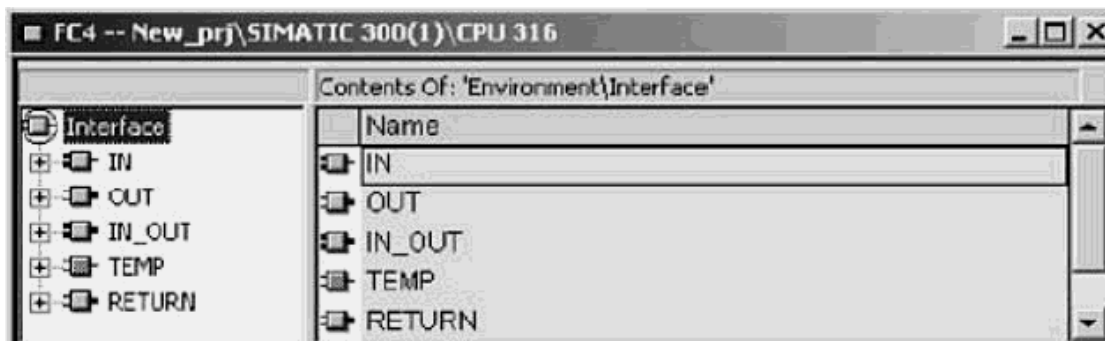 FC4 -- New_prj\SIMATIC 300(1)\CPU 316
Contents Of: 'Environment\Interface'
Interface
IN
OUT
IN_OUT
TEMP
RETURN
Name
IN
OUT
IN_OUT
TEMP
RETURN